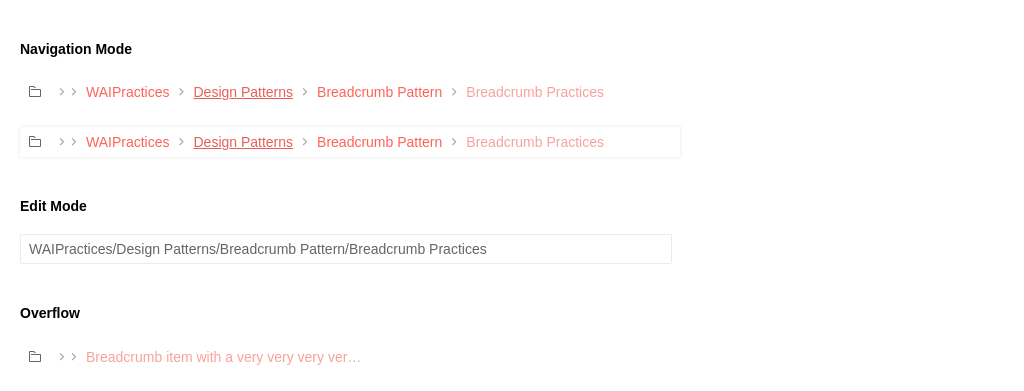 Navigation Mode
WAIPractices Design Patterns Breadcrumb Pattern Breadcrumb Practices
WAIPractices Design Patterns Breadcrumb Pattern Breadcrumb Practices
Edit Mode
WAIPractices/Design Patterns/Breadcrumb Pattern/Breadcrumb Practices
Overflow
Breadcrumb item with a very very very ver…